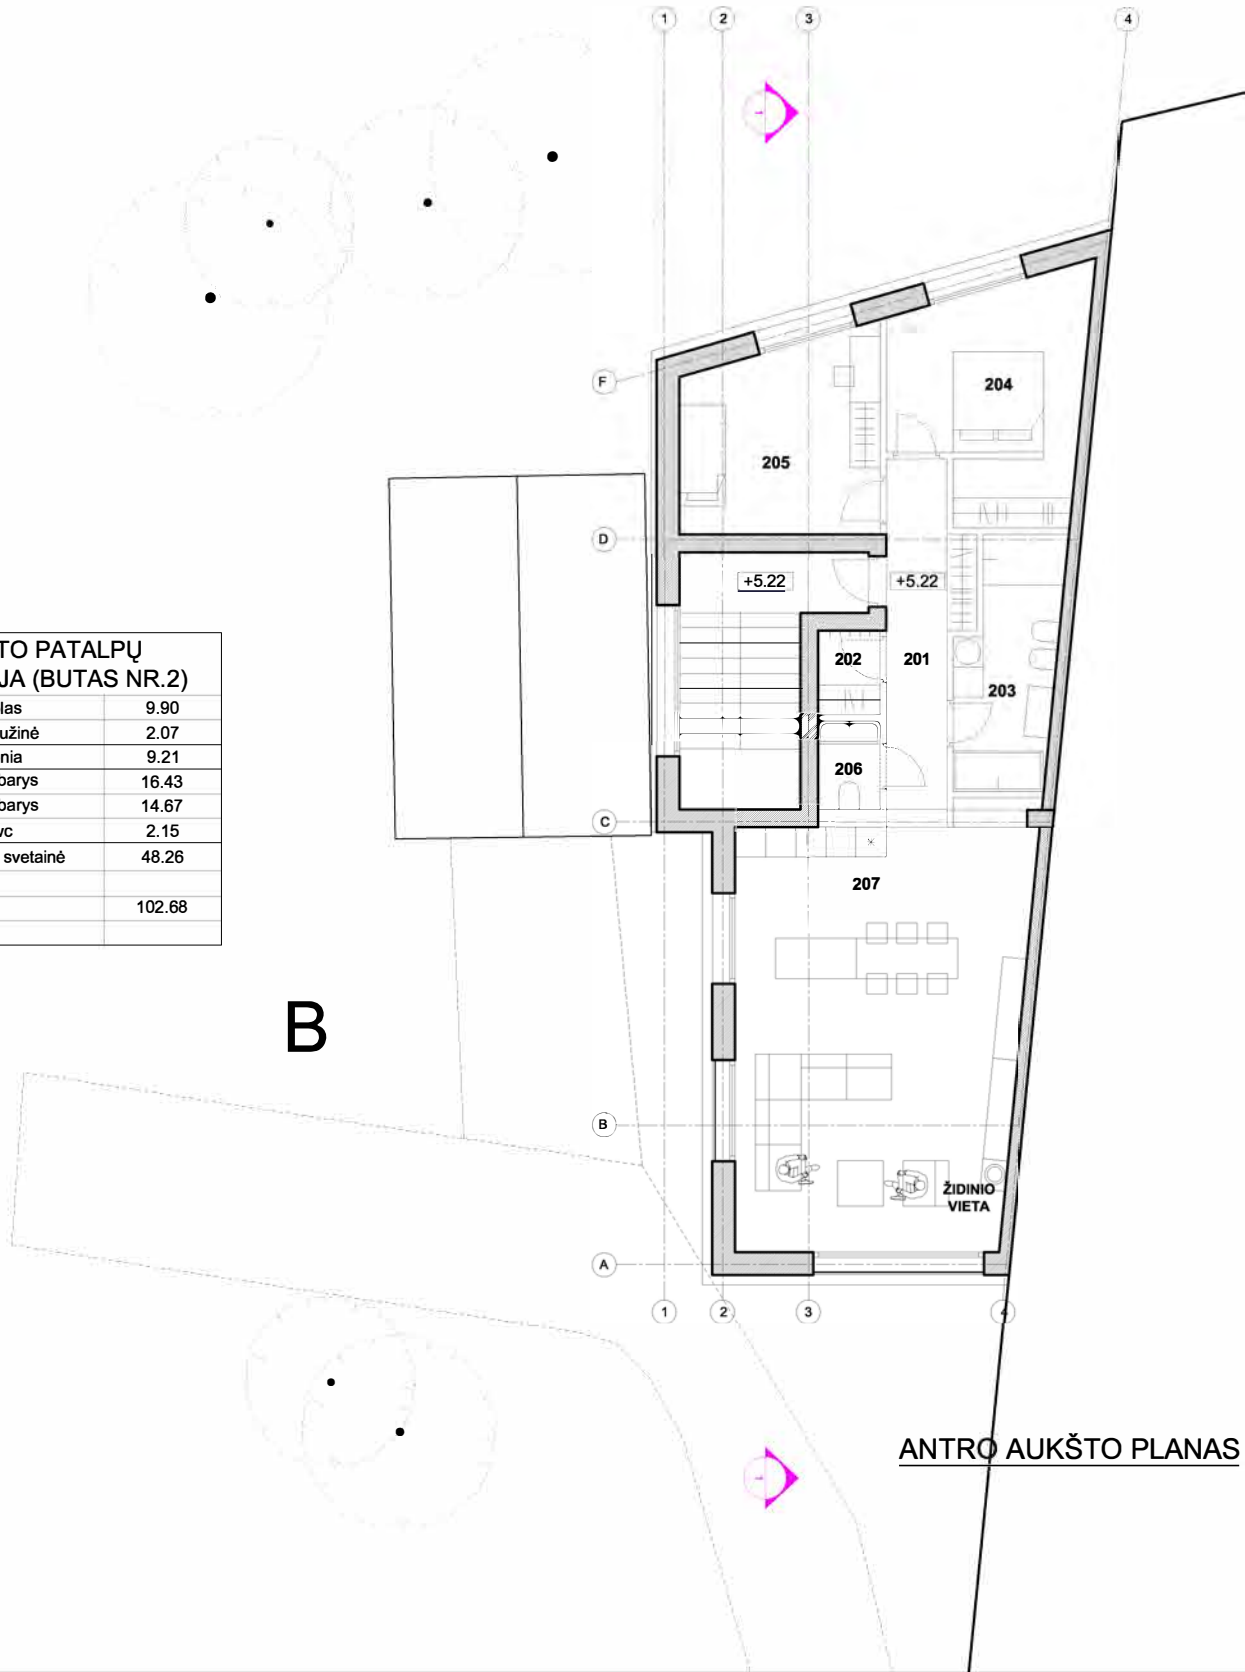 1 2 3 4
1
F
204
205
D
+5.22 +5.22
202 201
203
206
C
207
TO PATALPŲ
JA (BUTAS NR.2)
las 9.90
užinė 2.07
nia 9.21
barys 16.43
barys 14.67
vc 2.15
svetainė 48.26
102.68
B
B
ŽIDINIO
VIETA
A
1 2 3 4
ANTRO AUKŠTO PLANAS
1